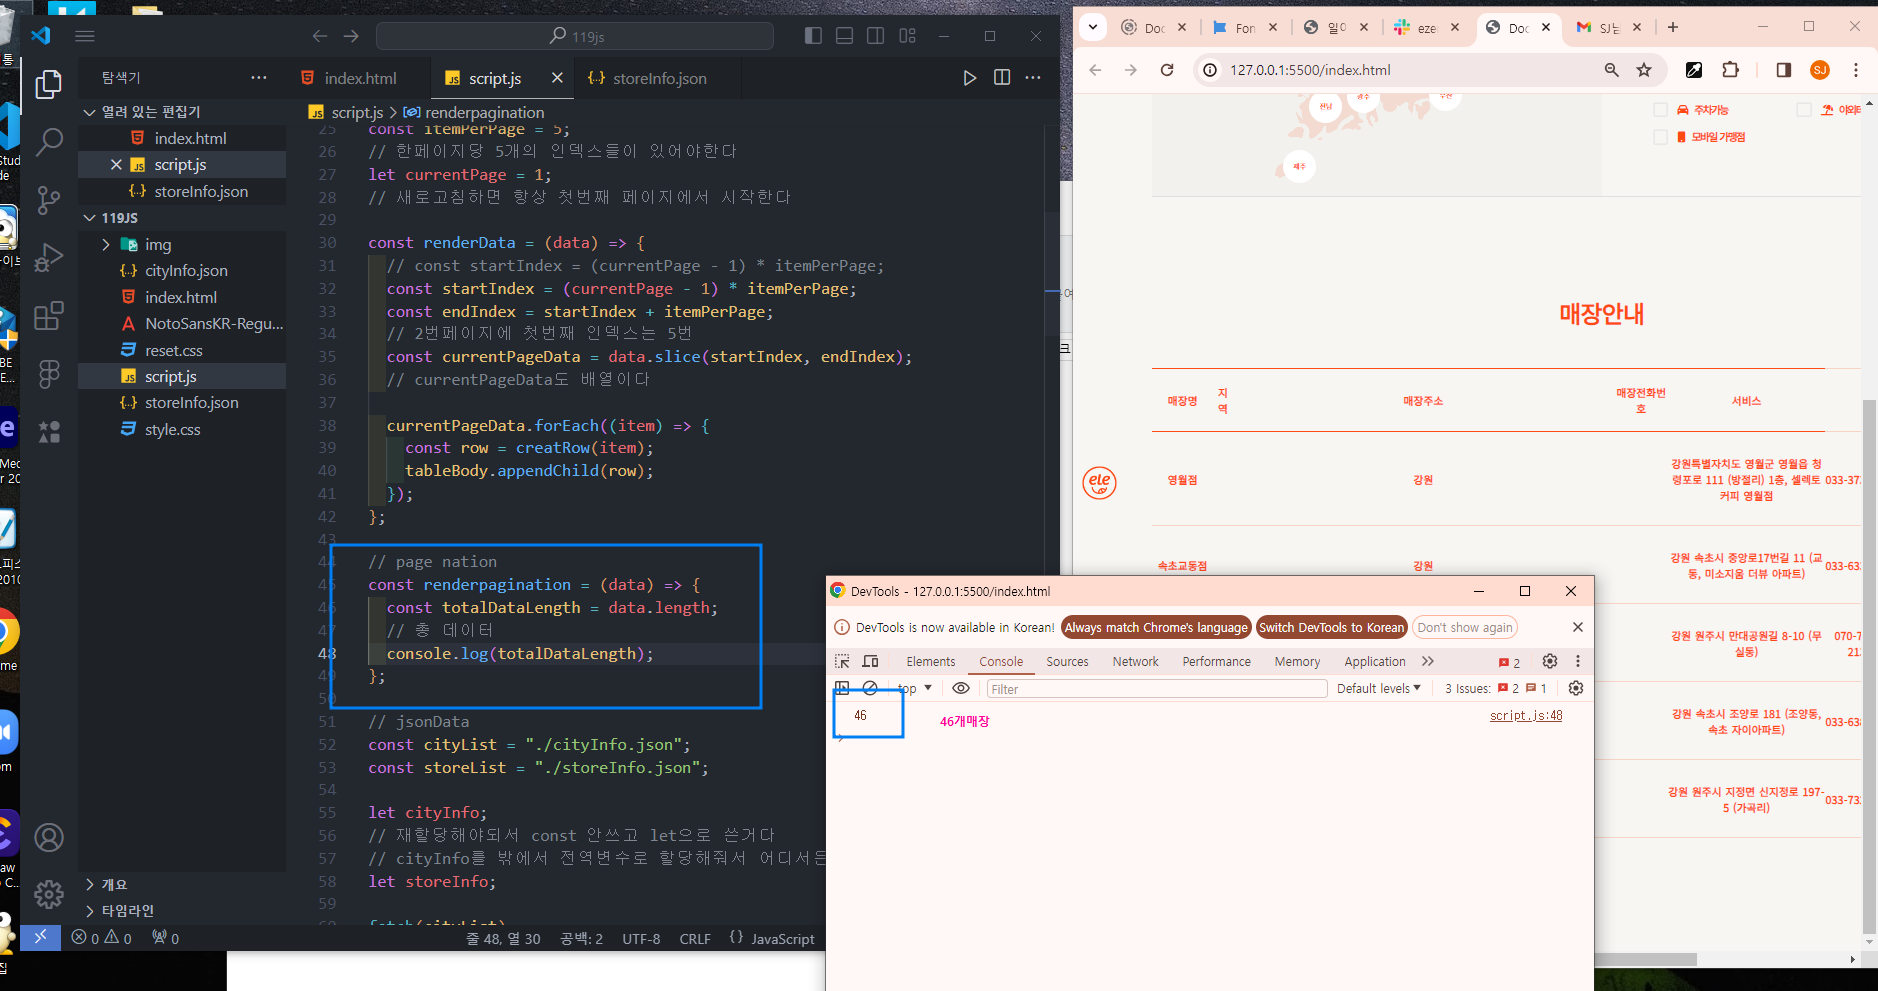 119js
탐색기
열려 있는 편집기
index.html
script.js
storeInfo.json
119JS
img
cityInfo.json
index.html
NotoSansKR-Regu...
reset.css
script.js
storeInfo.json
style.css
개요
타임라인
index.html
script.js
storeInfo.json
script.js > renderpagination
25 const itemPerPage = 5;
26 // 한페이지당 5개의 인덱스들이 있어야한다
27 let currentPage = 1;
28 // 새로고침하면 항상 첫번째 페이지에서 시작한다
29
30 const renderData = (data) => {
31 // const startIndex = (currentPage - 1) * itemPerPage;
32 const startIndex = (currentPage - 1) * itemPerPage;
33 const endIndex = startIndex + itemPerPage;
34 // 2번페이지에 첫번째 인덱스는 5번
35 const currentPageData = data.slice(startIndex, endIndex);
36 // currentPageData도 배열이다
37
38 currentPageData.forEach((item) => {
39 const row = creatRow(item);
40 tableBody.appendChild(row);
41 });
42 };
43
44 // page nation
45 const renderpagination = (data) => {
46 const totalDataLength = data.length;
47 // 총 데이터
48 console.log(totalDataLength);
49 };
50
51 // jsonData
52 const cityList = "./cityInfo.json";
53 const storeList = "./storeInfo.json";
54
55 let cityInfo;
56 // 재할당해야되서 const 안쓰고 let으로 쓴거다
57 // cityInfo를 밖에서 전역변수로 할당해줘서 어디서든
58 let storeInfo;
59
60 fetch(cityList)
0 0 0
줄 48, 열 30 공백: 2 UTF-8 CRLF {} JavaScript
Doc
Fon
일이
ezen
Doc
SJ님
127.0.0.1:5500/index.html
SJ
전남
광주
부산
제주
주차가능
야외테
모바일 가맹점
매장안내
매장명
지역
매장주소
매장전화번호
서비스
ele
영월점
강원
강원특별자치도 영월군 영월읍 청
령포로 111 (방절리) 1층, 셀렉토
커피 영월점
033-373
속초교동점
강원
강원 속초시 중앙로17번길 11 (교
동, 미소지움 더뷰 아파트)
033-63
강원 원주시 만대공원길 8-10 (무
실동)
070-7
21
강원 속초시 조양로 181 (조양동,
속초 자이아파트)
033-63
강원 원주시 지정면 신지정로 197-
5 (가곡리)
033-73
DevTools - 127.0.0.1:5500/index.html
DevTools is now available in Korean!
Always match Chrome's language
Switch DevTools to Korean
Don't show again
Elements Console Sources Network Performance Memory Application
2
top
Filter
Default levels
3 Issues: 2 1
46
46개매장
script.js:48